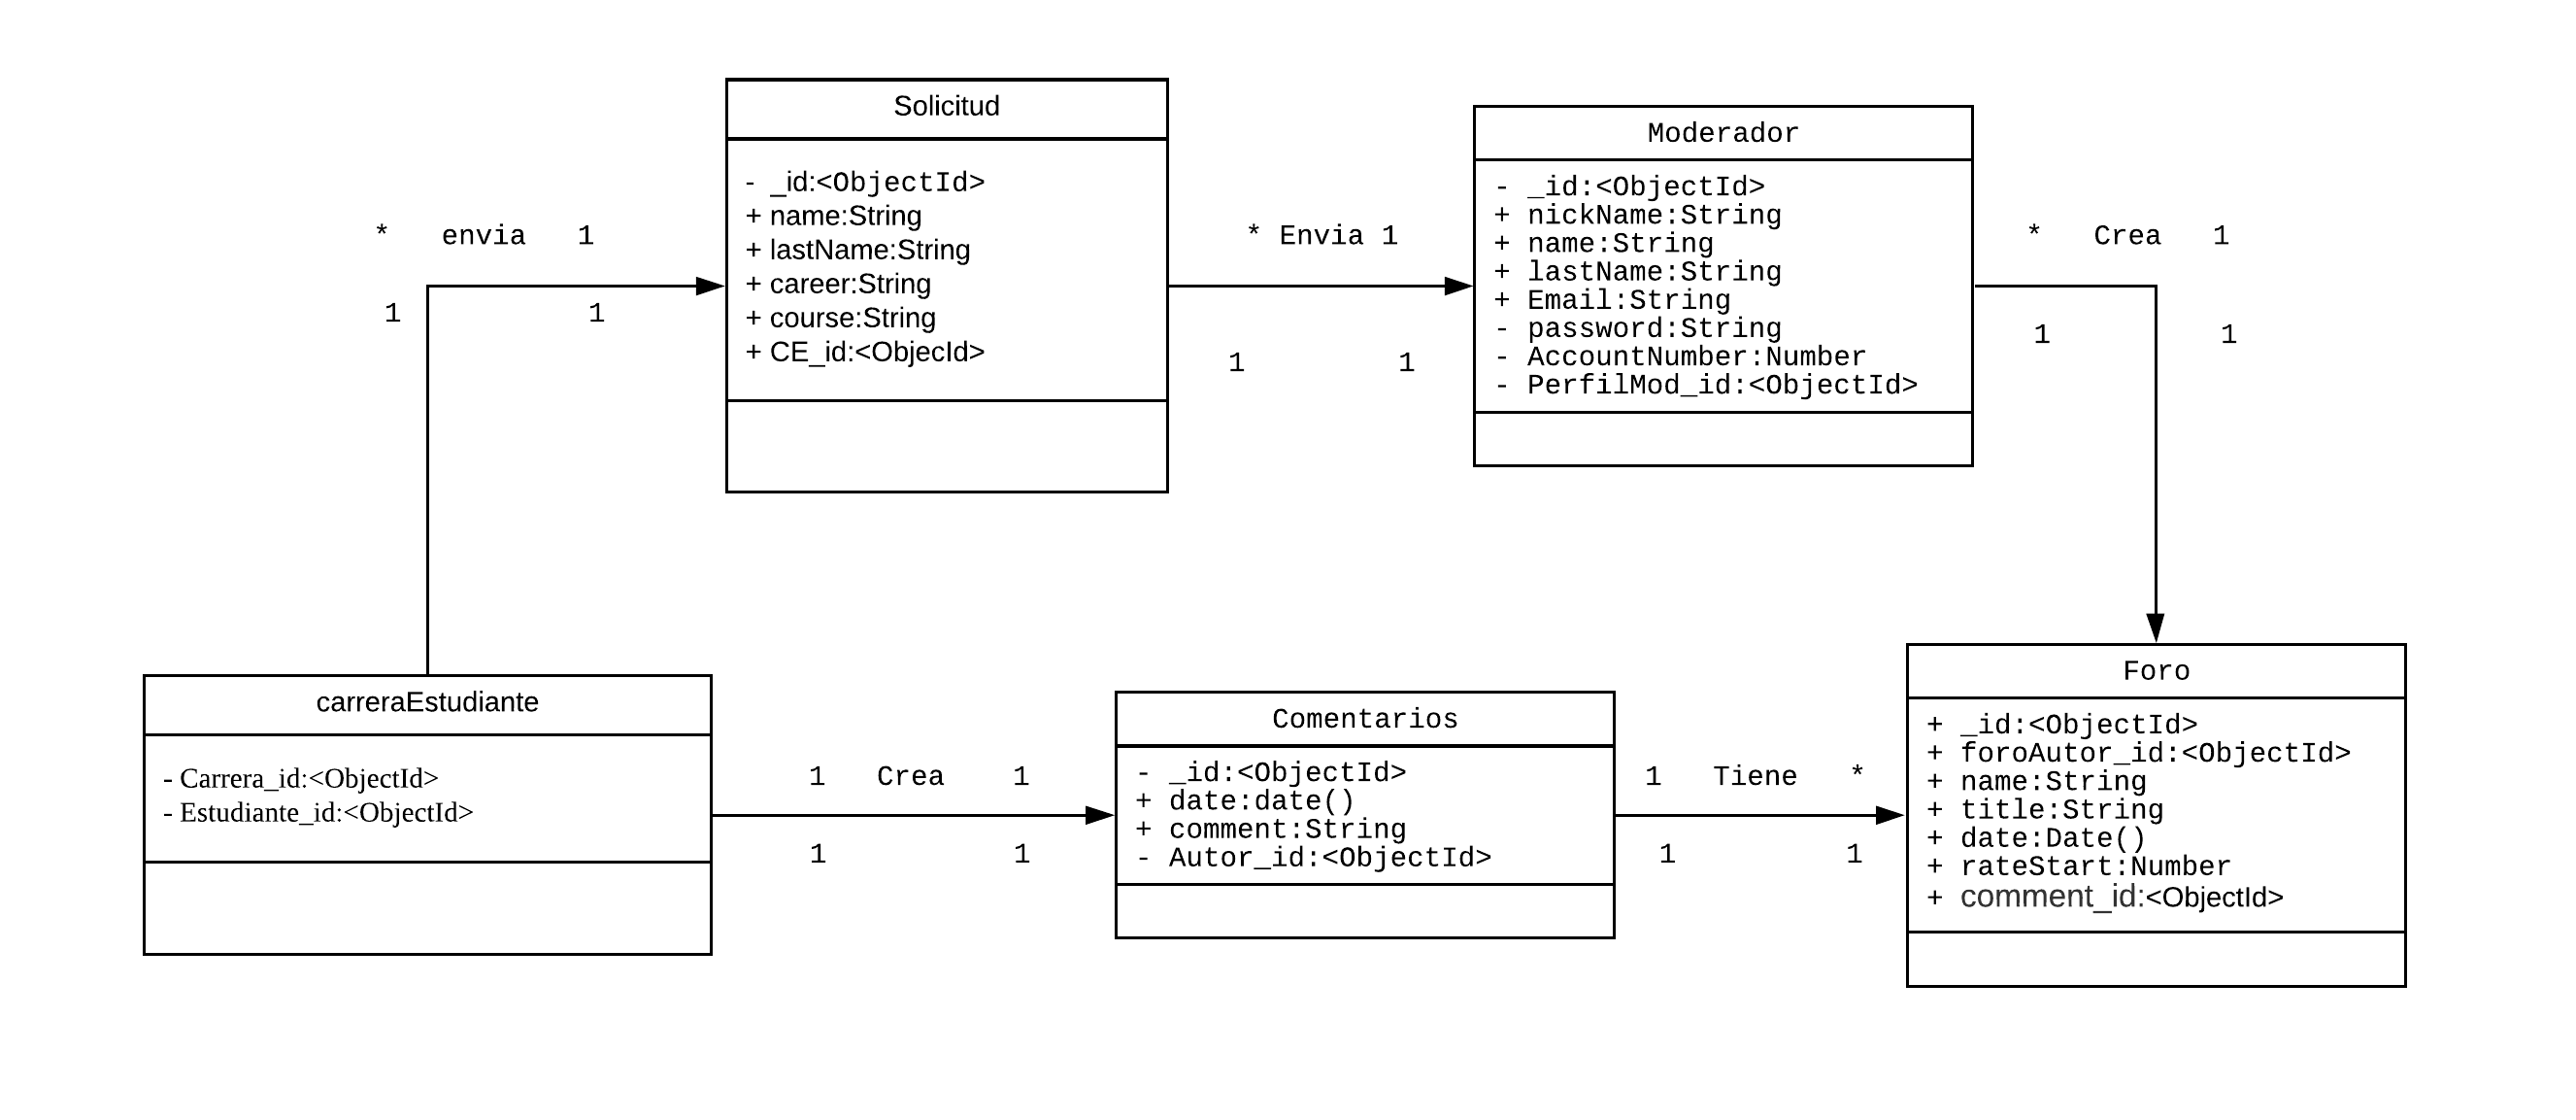 Solicitud
- _id:<ObjectId>
+ name:String
+ lastName:String
+ career:String
+ course:String
+ CE_id:<ObjecId>
Moderador
- _id:<ObjectId>
+ nickName:String
+ name:String
+ lastName:String
+ Email:String
- password:String
- AccountNumber:Number
- PerfilMod_id:<ObjectId>
* envia 1
1 1
* Envia 1
1 1
* Crea 1
1 1
carreraEstudiante
- Carrera_id:<ObjectId>
- Estudiante_id:<ObjectId>
1 Crea 1
1 1
Comentarios
- _id:<ObjectId>
+ date:date()
+ comment:String
- Autor_id:<ObjectId>
1 Tiene *
1 1
Foro
+ _id:<ObjectId>
+ foroAutor_id:<ObjectId>
+ name:String
+ title:String
+ date:Date()
+ rateStart:Number
+ comment_id:<ObjectId>